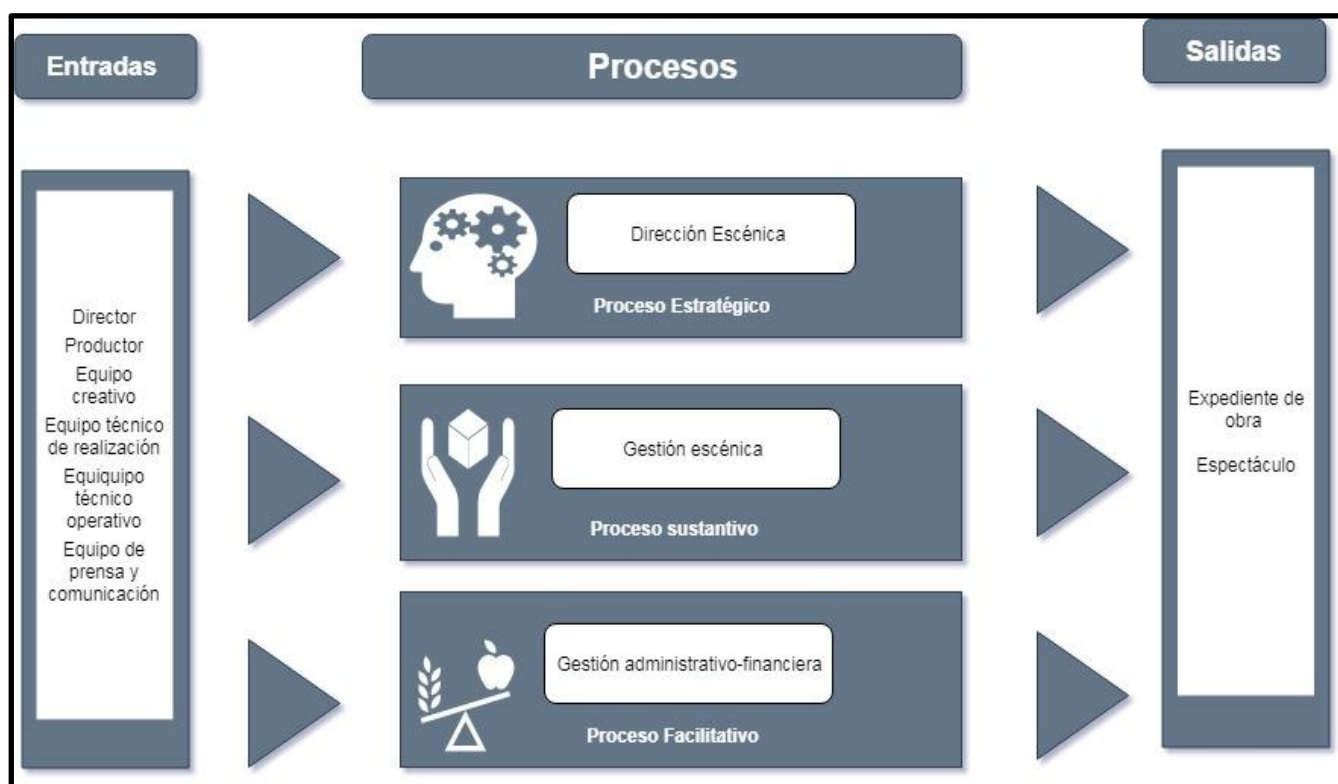 Entradas
Procesos
Salidas
Director
Productor
Equipo
creativo
Equipo técnico
de realización
Equiquipo
técnico
operativo
Equipo de
prensa y
comunicación
Dirección Escénica
Proceso Estratégico
Gestión escénica
Proceso sustantivo
Gestión administrativo-financiera
Proceso Facilitativo
Expediente de
obra
Espectáculo